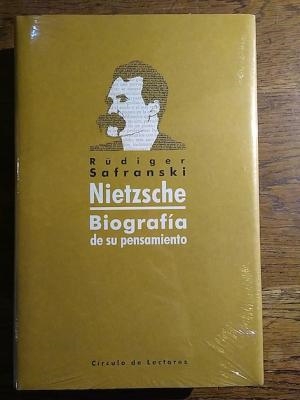 Rüdiger
Safranski
Nietzsche
Biografía
de su pensamiento
Círculo de Lectores